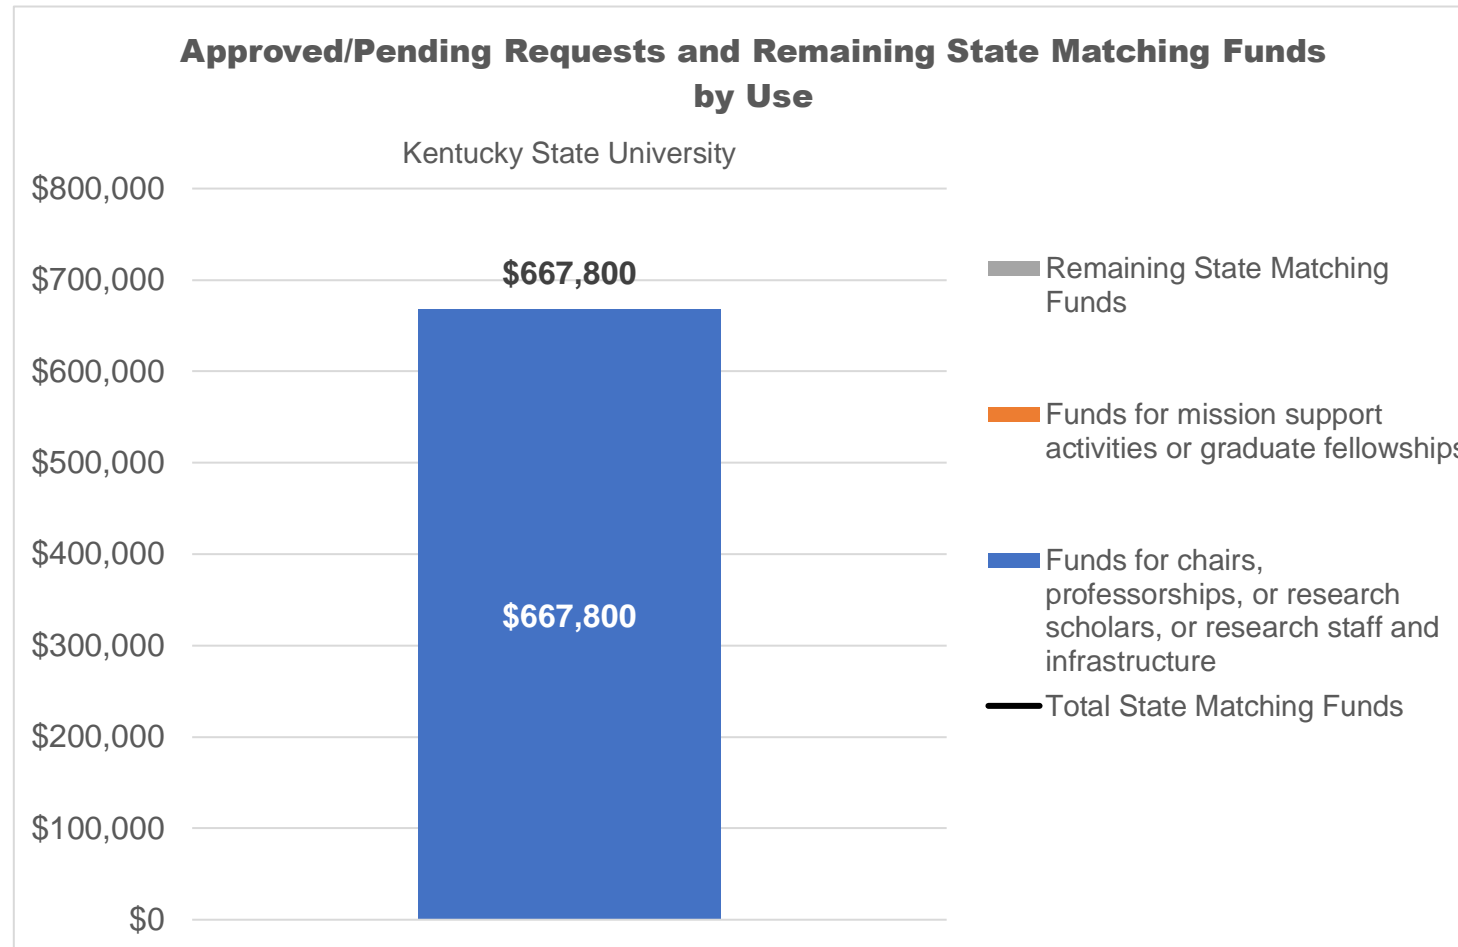 Approved/Pending Requests and Remaining State Matching Funds
by Use
Kentucky State University
$800,000
$700,000
$600,000
$500,000
$400,000
$300,000
$200,000
$100,000
$0
$667,800
$667,800
Remaining State Matching
Funds
Funds for mission support
activities or graduate fellowships
Funds for chairs,
professorships, or research
scholars, or research staff and
infrastructure
Total State Matching Funds